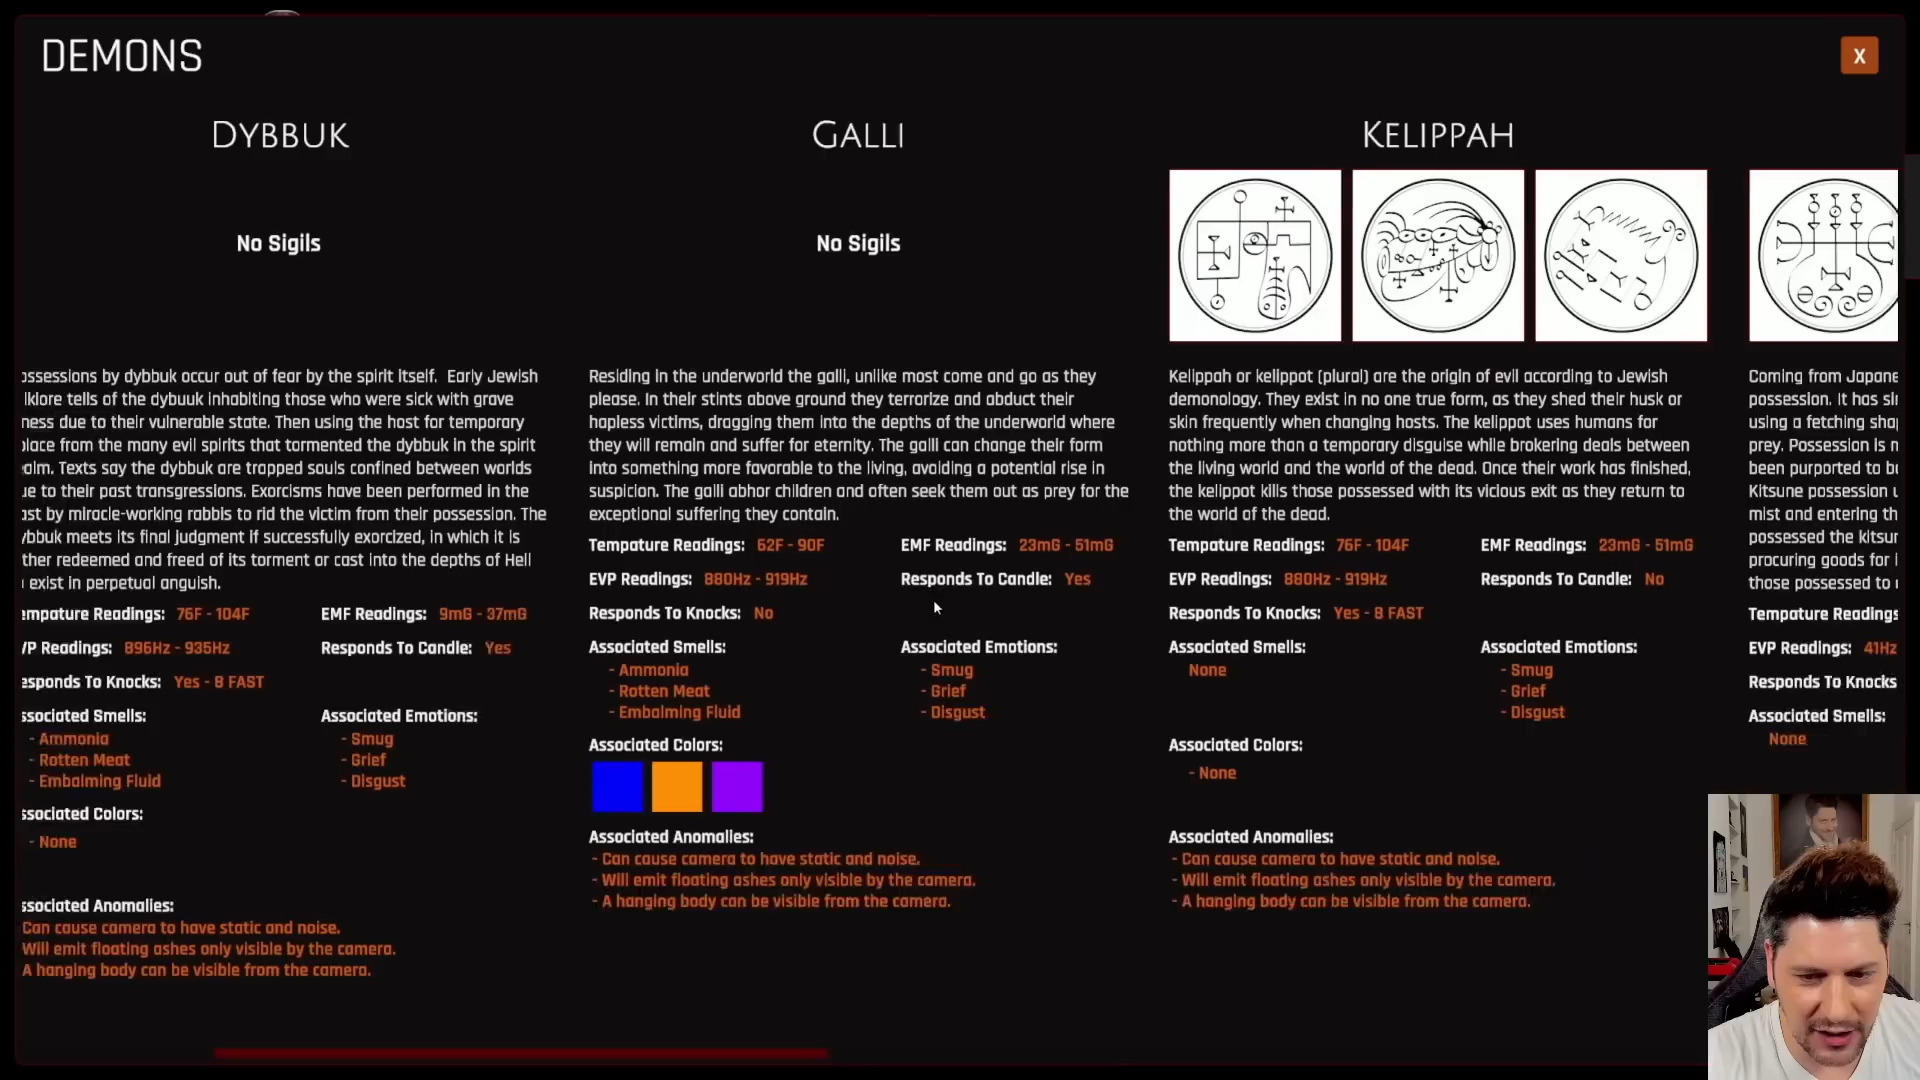 DEMONS
X
DYBBUK
No Sigils
ossessions by dybbuk occur out of fear by the spirit itself. Early Jewish
lklore tells of the dybuuk inhabiting those who were sick with grave
ness due to their vulnerable state. Then using the host for temporary
place from the many evil spirits that tormented the dybbuk in the spirit
alm. Texts say the dybbuk are trapped souls confined between worlds
ue to their past transgressions. Exorcisms have been performed in the
ast by miracle-working rabbis to rid the victim from their possession. The
ybbuk meets its final judgment if successfully exorcized, in which it is
ther redeemed and freed of its torment or cast into the depths of Hell
exist in perpetual anguish.
empature Readings: 76F - 104F
EMF Readings: 9mG - 37mG
VP Readings: 896Hz - 935Hz
Responds To Candle: Yes
esponds To Knocks: Yes - 8 FAST
ssociated Smells:
- Ammonia
- Rotten Meat
- Embalming Fluid
Associated Emotions:
- Smug
- Grief
- Disgust
ssociated Colors:
- None
ssociated Anomalies:
Can cause camera to have static and noise.
Will emit floating ashes only visible by the camera.
A hanging body can be visible from the camera.
GALLI
No Sigils
Residing in the underworld the galli, unlike most come and go as they
please. In their stints above ground they terrorize and abduct their
hapless victims, dragging them into the depths of the underworld where
they will remain and suffer for eternity. The galli can change their form
into something more favorable to the living, avoiding a potential rise in
suspicion. The galli abhor children and often seek them out as prey for the
exceptional suffering they contain.
Tempature Readings: 62F - 90F
EMF Readings: 23mG - 51mG
EVP Readings: 880Hz - 919Hz
Responds To Candle: Yes
Responds To Knocks: No
Associated Smells:
- Ammonia
- Rotten Meat
- Embalming Fluid
Associated Emotions:
- Smug
- Grief
- Disgust
Associated Colors:
Associated Anomalies:
- Can cause camera to have static and noise.
- Will emit floating ashes only visible by the camera.
- A hanging body can be visible from the camera.
KELIPPAH
Kelippah or kelippot (plural) are the origin of evil according to Jewish
demonology. They exist in no one true form, as they shed their husk or
skin frequently when changing hosts. The kelippot uses humans for
nothing more than a temporary disguise while brokering deals between
the living world and the world of the dead. Once their work has finished,
the kelippot kills those possessed with its vicious exit as they return to
the world of the dead.
Tempature Readings: 76F - 104F
EMF Readings: 23mG - 51mG
EVP Readings: 880Hz - 919Hz
Responds To Candle: No
Responds To Knocks: Yes - 8 FAST
Associated Smells:
None
Associated Emotions:
- Smug
- Grief
- Disgust
Associated Colors:
- None
Associated Anomalies:
- Can cause camera to have static and noise.
- Will emit floating ashes only visible by the camera.
- A hanging body can be visible from the camera.
Coming from Japane
possession. It has si
using a fetching sha
prey. Possession is n
been purported to b
Kitsune possession u
mist and entering th
possessed the kitsu
procuring goods for i
those possessed to
Tempature Readings
EVP Readings: 41Hz
Responds To Knocks
Associated Smells:
None